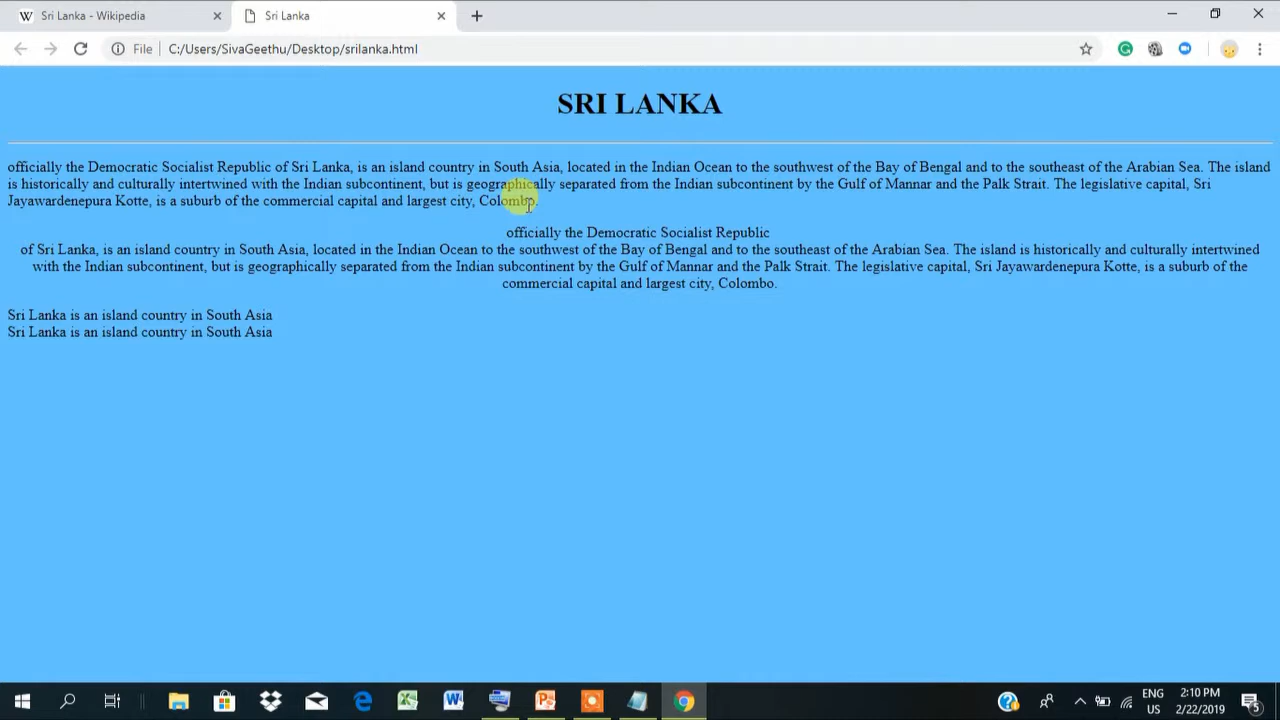 Sri Lanka - Wikipedia
Sri Lanka
File
C:/Users/SivaGeethu/Desktop/srilanka.html
SRI LANKA
officially the Democratic Socialist Republic of Sri Lanka, is an island country in South Asia, located in the Indian Ocean to the southwest of the Bay of Bengal and to the southeast of the Arabian Sea. The island
is historically and culturally intertwined with the Indian subcontinent, but is geographically separated from the Indian subcontinent by the Gulf of Mannar and the Palk Strait. The legislative capital, Sri
Jayawardenepura Kotte, is a suburb of the commercial capital and largest city, Colombo.
officially the Democratic Socialist Republic
of Sri Lanka, is an island country in South Asia, located in the Indian Ocean to the southwest of the Bay of Bengal and to the southeast of the Arabian Sea. The island is historically and culturally intertwined
with the Indian subcontinent, but is geographically separated from the Indian subcontinent by the Gulf of Mannar and the Palk Strait. The legislative capital, Sri Jayawardenepura Kotte, is a suburb of the
commercial capital and largest city, Colombo.
Sri Lanka is an island country in South Asia
Sri Lanka is an island country in South Asia
ENG
US
2:10 PM
2/22/2019
5